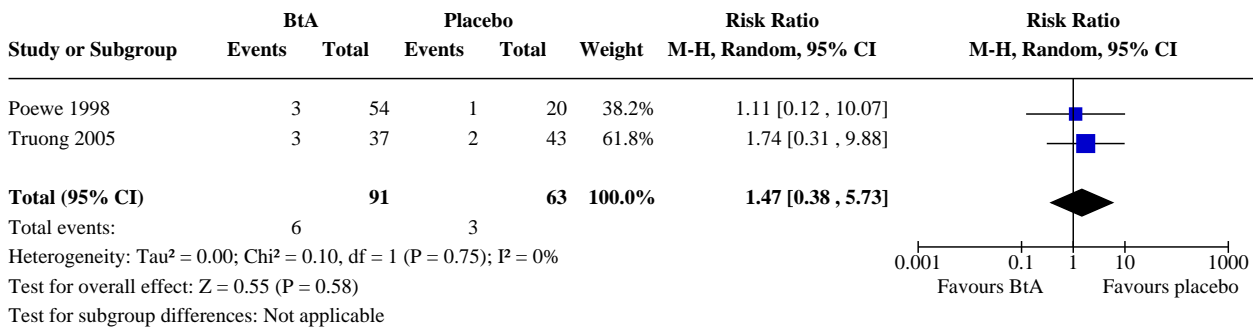 BtA Placebo Risk Ratio Risk Ratio
Study or Subgroup Events Total Events Total Weight M-H, Random, 95% CI M-H, Random, 95% CI
Poewe 1998 3 54 1 20 38.2% 1.11 [0.12 , 10.07]
Truong 2005 3 37 2 43 61.8% 1.74 [0.31 , 9.88]
Total (95% CI) 91 63 100.0% 1.47 [0.38 , 5.73]
Total events: 6 3
Heterogeneity: Tau² = 0.00; Chi² = 0.10, df = 1 (P = 0.75); I² = 0%
0.001 0.1 1 10 1000
Test for overall effect: Z = 0.55 (P = 0.58) Favours BtA Favours placebo
Test for subgroup differences: Not applicable